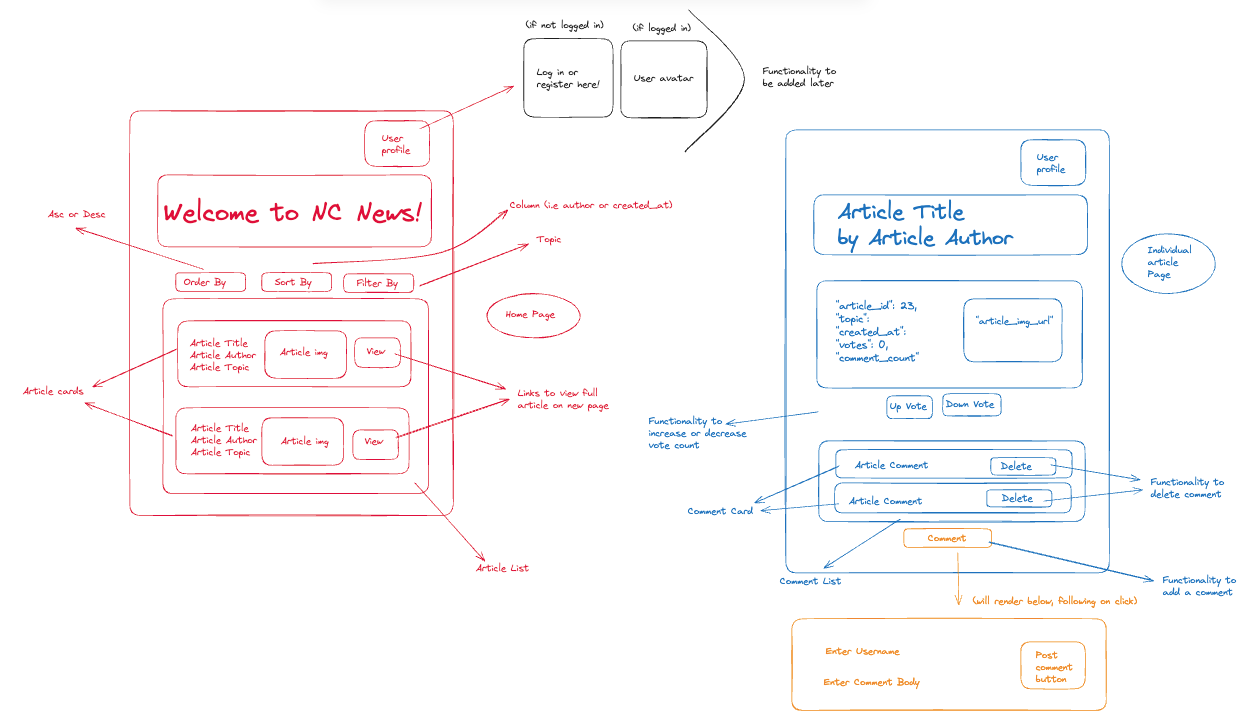 (if not logged in)
(if logged in)
Log in or
register here!
User avatar
Functionality to
be added later
User
profile
Welcome to NC News!
Asc or Desc
Column (i.e author or created_at)
Topic
Order By
Sort By
Filter By
Home Page
Article Title
Article Author
Article Topic
Article img
View
Article cards
Links to view full
article on new page
Article Title
Article Author
Article Topic
Article img
View
Article List
User
profile
Article Title
by Article Author
Individual
article
Page
"article_id": 23,
"topic":
"created_at":
"votes": 0,
"comment_count"
"article_img_url"
Up Vote
Down Vote
Functionality to
increase or decrease
vote count
Article Comment
Delete
Article Comment
Delete
Functionality to
delete comment
Comment Card
Comment
Comment List
Functionality to
add a comment
(will render below, following on click)
Enter Username
Enter Comment Body
Post
comment
button